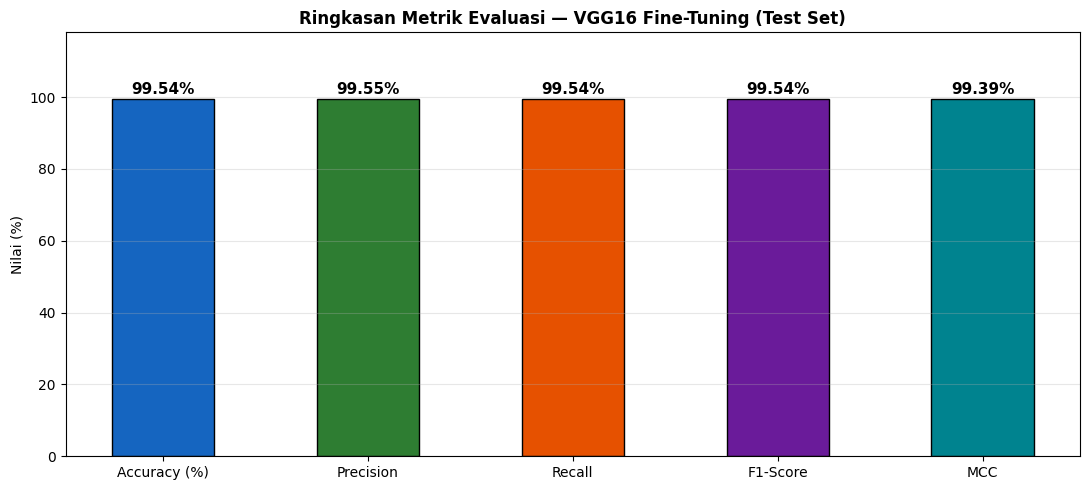 Ringkasan Metrik Evaluasi — VGG16 Fine-Tuning (Test Set)
Nilai (%)
100
80
60
40
20
0
99.54%
99.55%
99.54%
99.54%
99.39%
Accuracy (%)
Precision
Recall
F1-Score
MCC